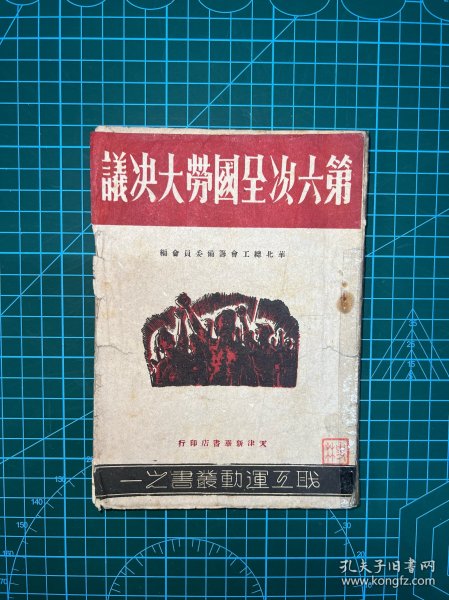 第六次全國勞大决議
華北總工會籌備委員會編
天津新華書店印行
職工運動叢書之一
孔夫子旧书网
www.kongfz.com